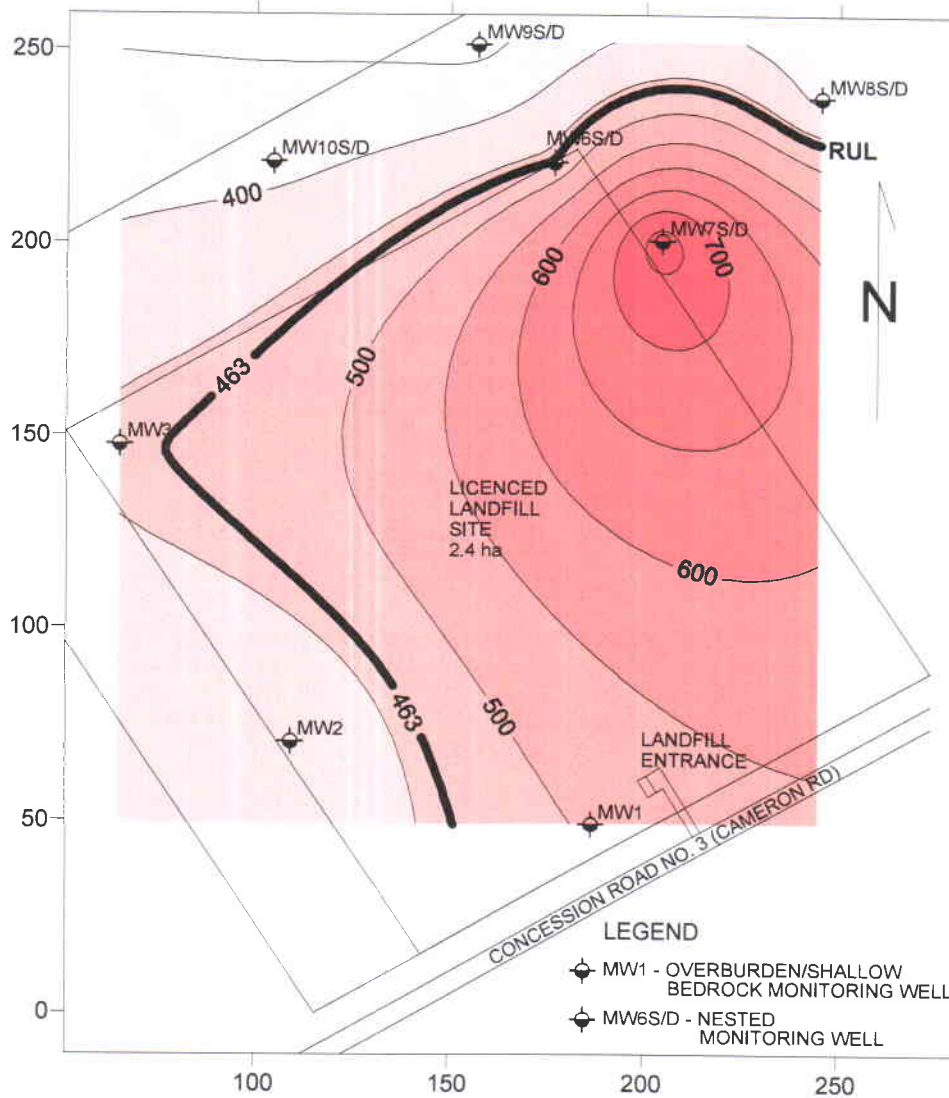 250
200
150
100
50
0
100
150
200
250
MW9S/D
MW8S/D
MW10S/D
MW6S/D
RUL
400
MW7S/D
700
600
N
463
500
MW3
LICENCED
LANDFILL
SITE
2.4 ha
600
463
500
MW2
LANDFILL
ENTRANCE
MW1
CONCESSION ROAD NO. 3 (CAMERON RD)
LEGEND
MW1 - OVERBURDEN/SHALLOW
BEDROCK MONITORING WELL
MW6S/D - NESTED
MONITORING WELL